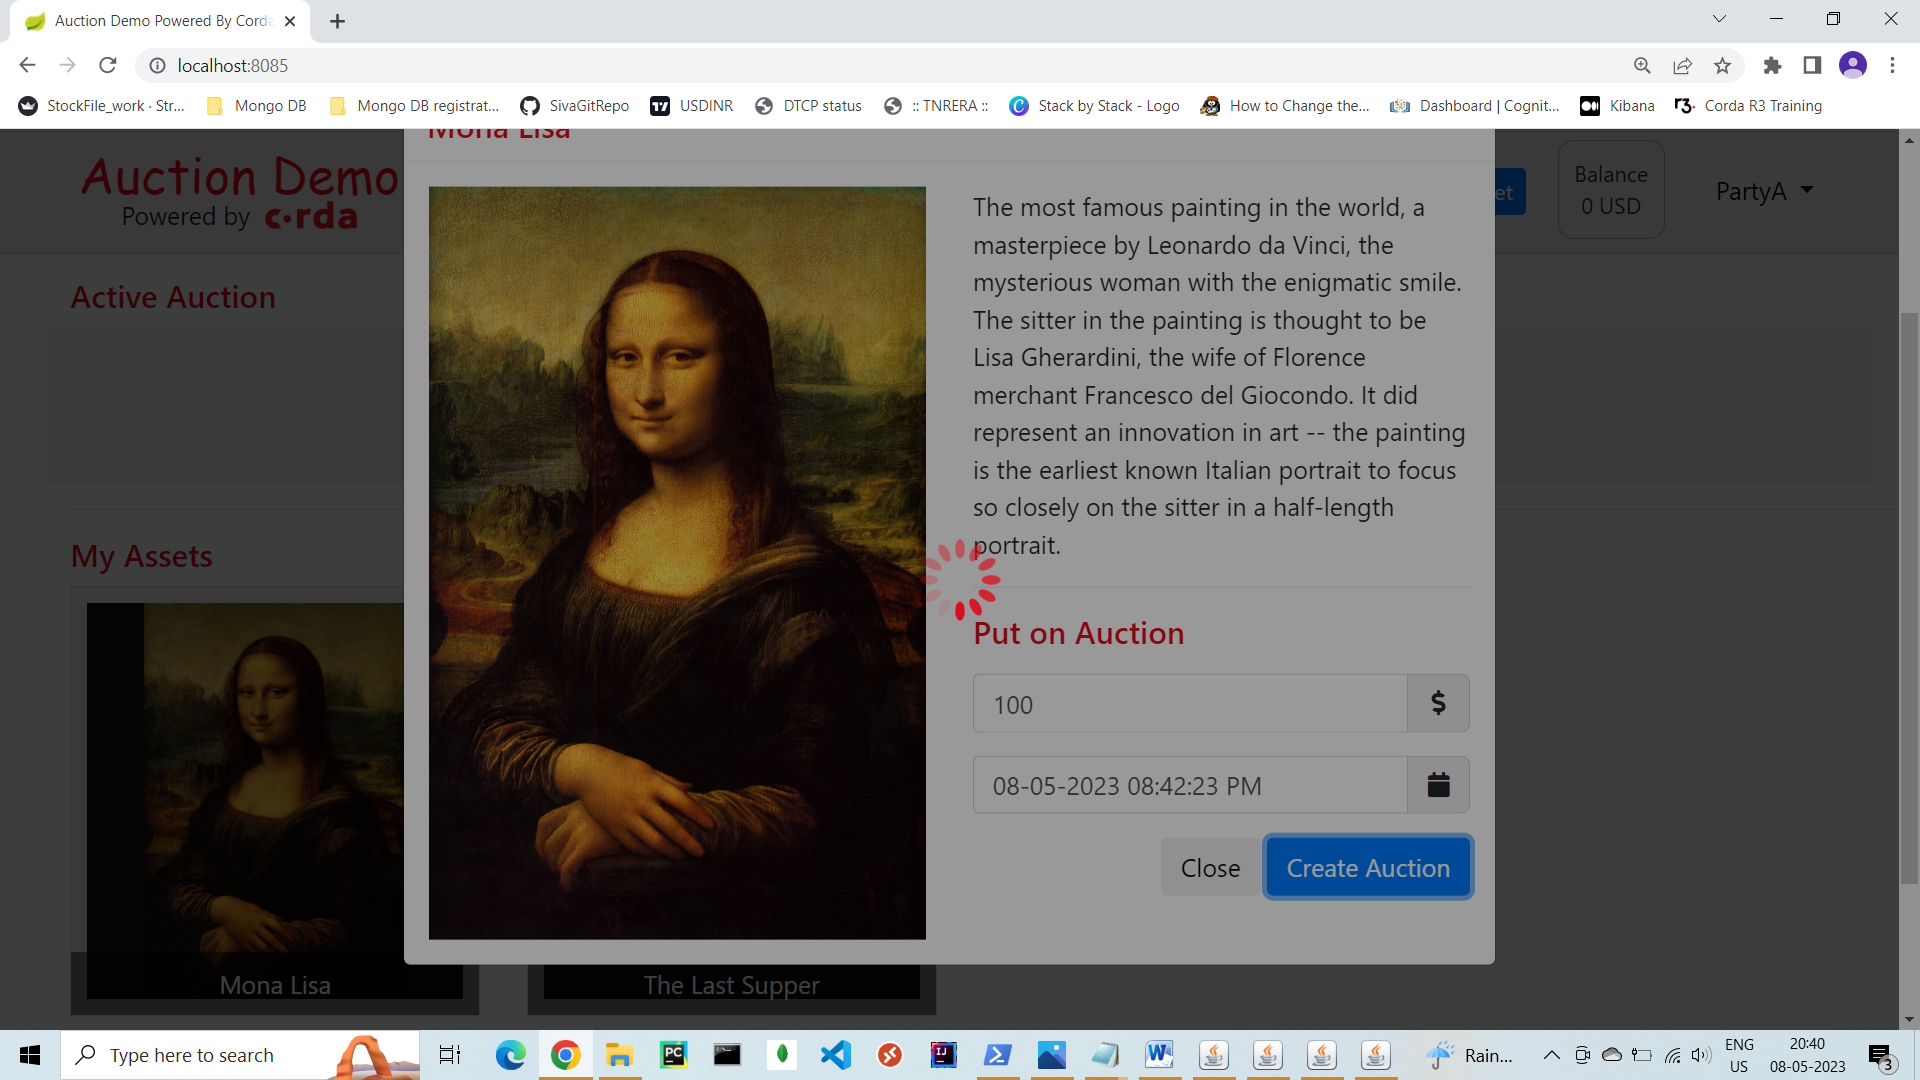 Auction Demo Powered By Corda
localhost:8085
StockFile_work · Str...
Mongo DB
Mongo DB registrat...
SivaGitRepo
USDINR
DTCP status
:: TNRERA ::
Stack by Stack - Logo
How to Change the...
Dashboard | Cognit...
Kibana
Corda R3 Training
Mona Lisa
Auction Demo
Powered by c·rda
et
Balance
0 USD
PartyA
Active Auction
The most famous painting in the world, a
masterpiece by Leonardo da Vinci, the
mysterious woman with the enigmatic smile.
The sitter in the painting is thought to be
Lisa Gherardini, the wife of Florence
merchant Francesco del Giocondo. It did
represent an innovation in art -- the painting
is the earliest known Italian portrait to focus
so closely on the sitter in a half-length
portrait.
My Assets
Put on Auction
100
$
08-05-2023 08:42:23 PM
Close
Create Auction
Mona Lisa
The Last Supper
Type here to search
Rain...
ENG
US
20:40
08-05-2023
3